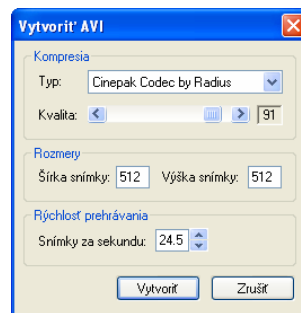 Vytvoriť AVI
Kompresia
Typ: Cinepak Codec by Radius
Kvalita: 91
Rozmery
Šírka snímky: 512 Výška snímky: 512
Rýchlosť prehrávania
Snímky za sekundu: 24.5
Vytvoriť Zrušiť